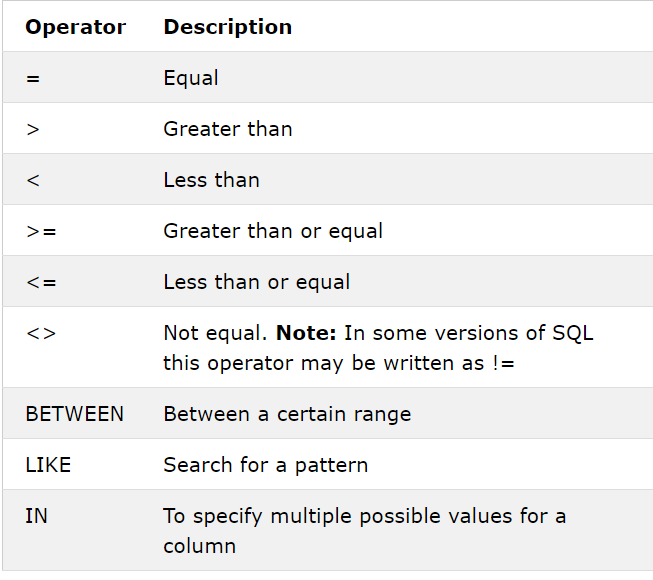 Operator Description
= Equal
> Greater than
< Less than
>= Greater than or equal
<= Less than or equal
<> Not equal. Note: In some versions of SQL
this operator may be written as !=
BETWEEN Between a certain range
LIKE Search for a pattern
IN To specify multiple possible values for a
column